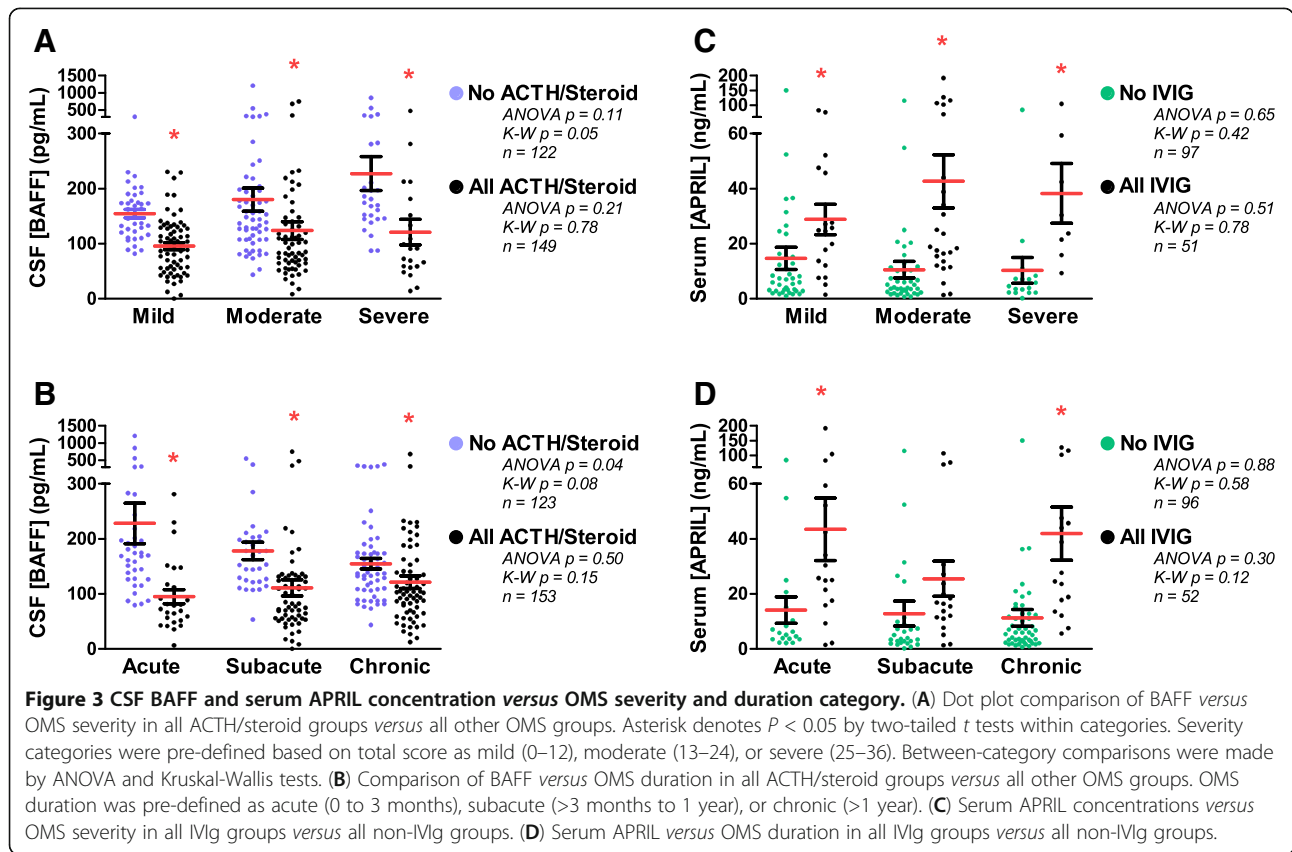 A
CSF [BAFF] (pg/mL)
1500
1000
500
300
200
100
0
*
*
*
Mild Moderate Severe
No ACTH/Steroid
ANOVA p = 0.11
K-W p = 0.05
n = 122
All ACTH/Steroid
ANOVA p = 0.21
K-W p = 0.78
n = 149
C
Serum [APRIL] (ng/mL)
200
150
100
60
40
20
0
*
*
*
Mild Moderate Severe
No IVIG
ANOVA p = 0.65
K-W p = 0.42
n = 97
All IVIG
ANOVA p = 0.51
K-W p = 0.78
n = 51
B
CSF [BAFF] (pg/mL)
1500
1000
500
300
200
100
0
*
*
*
Acute Subacute Chronic
No ACTH/Steroid
ANOVA p = 0.04
K-W p = 0.08
n = 123
All ACTH/Steroid
ANOVA p = 0.50
K-W p = 0.15
n = 153
D
Serum [APRIL] (ng/mL)
200
150
100
60
40
20
0
*
*
Acute Subacute Chronic
No IVIG
ANOVA p = 0.88
K-W p = 0.58
n = 96
All IVIG
ANOVA p = 0.30
K-W p = 0.12
n = 52
Figure 3 CSF BAFF and serum APRIL concentration versus OMS severity and duration category. (A) Dot plot comparison of BAFF versus
OMS severity in all ACTH/steroid groups versus all other OMS groups. Asterisk denotes P < 0.05 by two-tailed t tests within categories. Severity
categories were pre-defined based on total score as mild (0–12), moderate (13–24), or severe (25–36). Between-category comparisons were made
by ANOVA and Kruskal-Wallis tests. (B) Comparison of BAFF versus OMS duration in all ACTH/steroid groups versus all other OMS groups. OMS
duration was pre-defined as acute (0 to 3 months), subacute (>3 months to 1 year), or chronic (>1 year). (C) Serum APRIL concentrations versus
OMS severity in all IVIg groups versus all non-IVIg groups. (D) Serum APRIL versus OMS duration in all IVIg groups versus all non-IVIg groups.